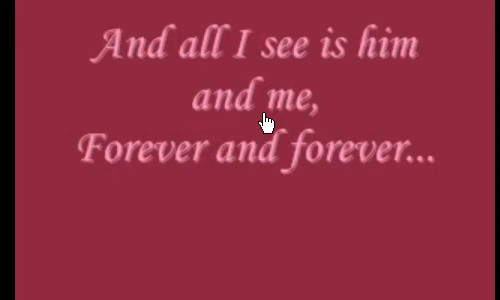 And all I see is him
and me,
Forever and forever...